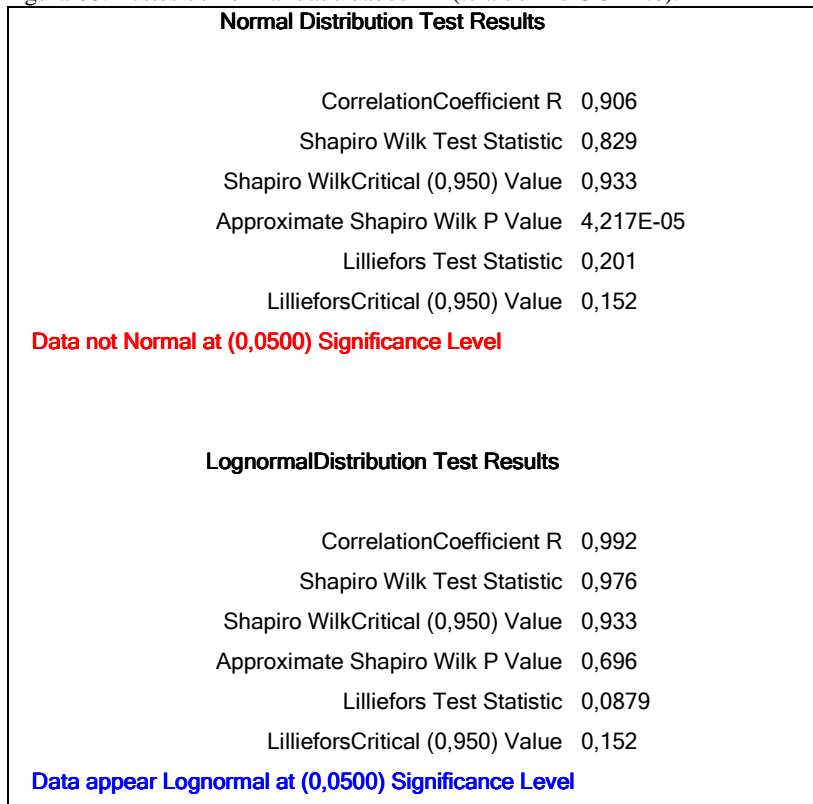 Normal Distribution Test Results
CorrelationCoefficient R 0,906
Shapiro Wilk Test Statistic 0,829
Shapiro WilkCritical (0,950) Value 0,933
Approximate Shapiro Wilk P Value 4,217E-05
Lilliefors Test Statistic 0,201
LillieforsCritical (0,950) Value 0,152
Data not Normal at (0,0500) Significance Level
LognormalDistribution Test Results
CorrelationCoefficient R 0,992
Shapiro Wilk Test Statistic 0,976
Shapiro WilkCritical (0,950) Value 0,933
Approximate Shapiro Wilk P Value 0,696
Lilliefors Test Statistic 0,0879
LillieforsCritical (0,950) Value 0,152
Data appear Lognormal at (0,0500) Significance Level